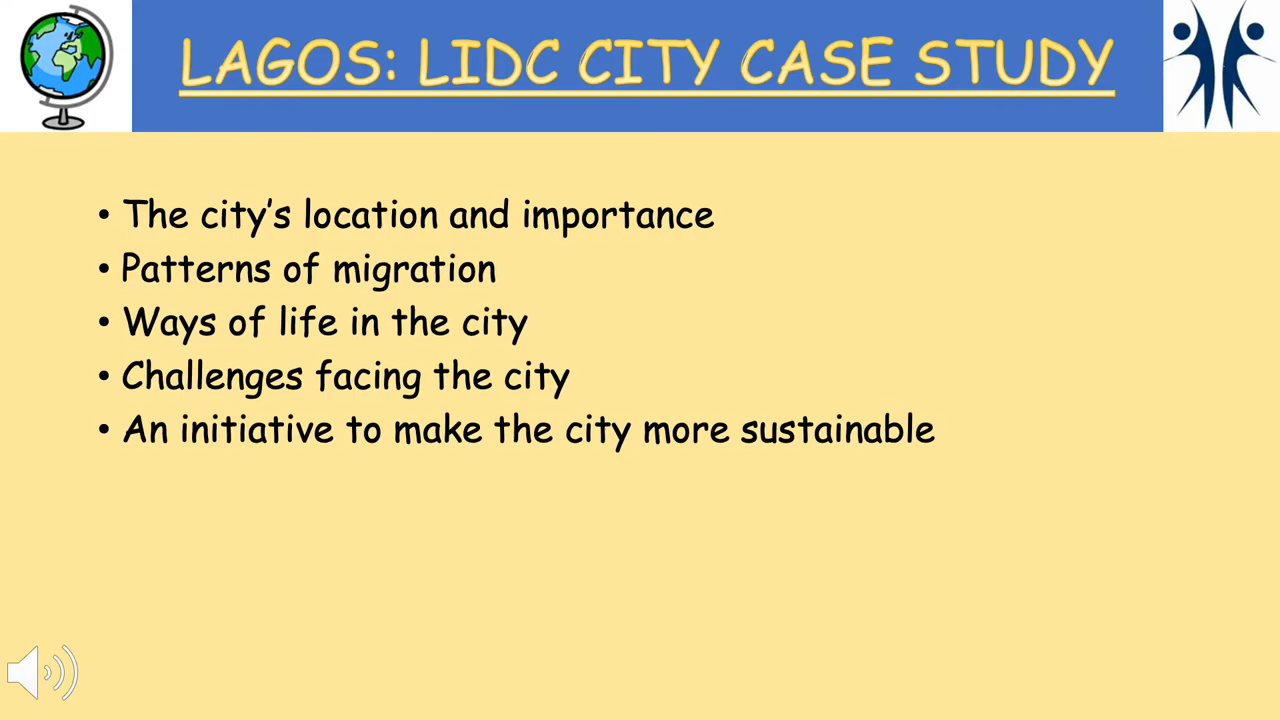 LAGOS: LIDC CITY CASE STUDY
• The city’s location and importance
• Patterns of migration
• Ways of life in the city
• Challenges facing the city
• An initiative to make the city more sustainable